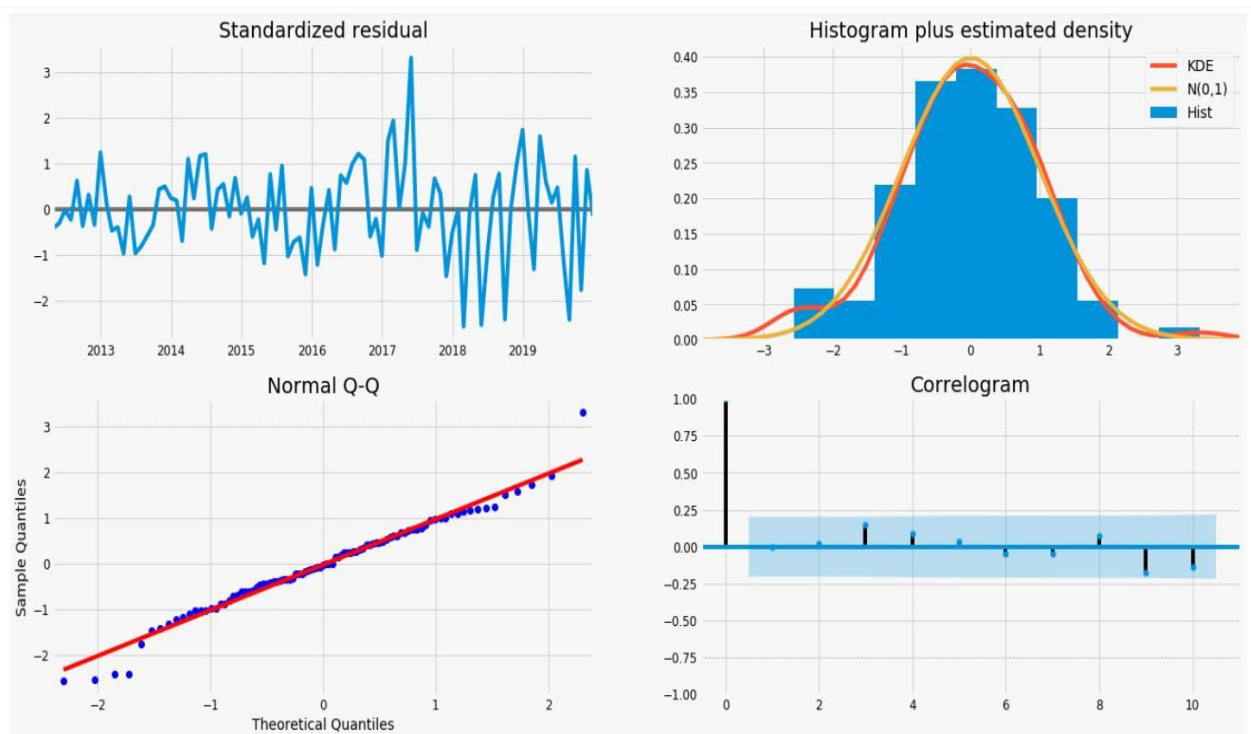 Standardized residual
3
2
1
0
−1
−2
2013 2014 2015 2016 2017 2018 2019
Histogram plus estimated density
0.40
0.35
0.30
0.25
0.20
0.15
0.10
0.05
0.00
−3 −2 −1 0 1 2 3
KDE
N(0,1)
Hist
Normal Q-Q
Sample Quantiles
3
2
1
0
−1
−2
−2 −1 0 1 2
Theoretical Quantiles
Correlogram
1.00
0.75
0.50
0.25
0.00
−0.25
−0.50
−0.75
−1.00
0 2 4 6 8 10